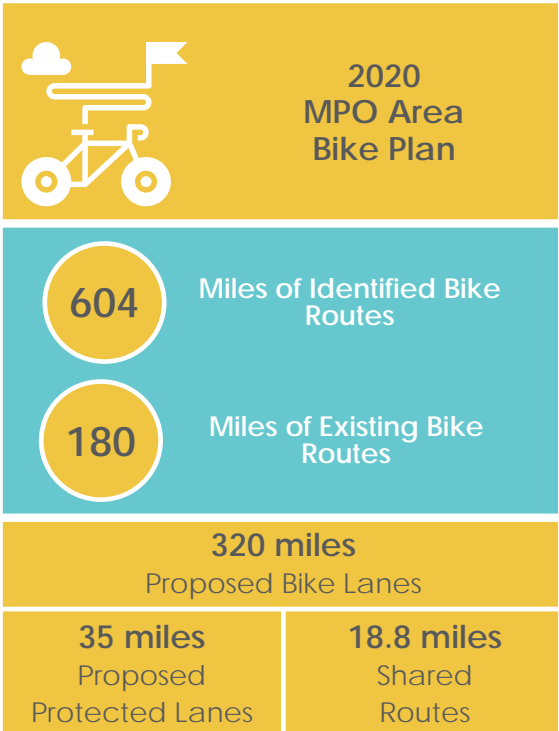 2020
MPO Area
Bike Plan
604
Miles of Identified Bike
Routes
180
Miles of Existing Bike
Routes
320 miles
Proposed Bike Lanes
35 miles
Proposed
Protected Lanes
18.8 miles
Shared
Routes